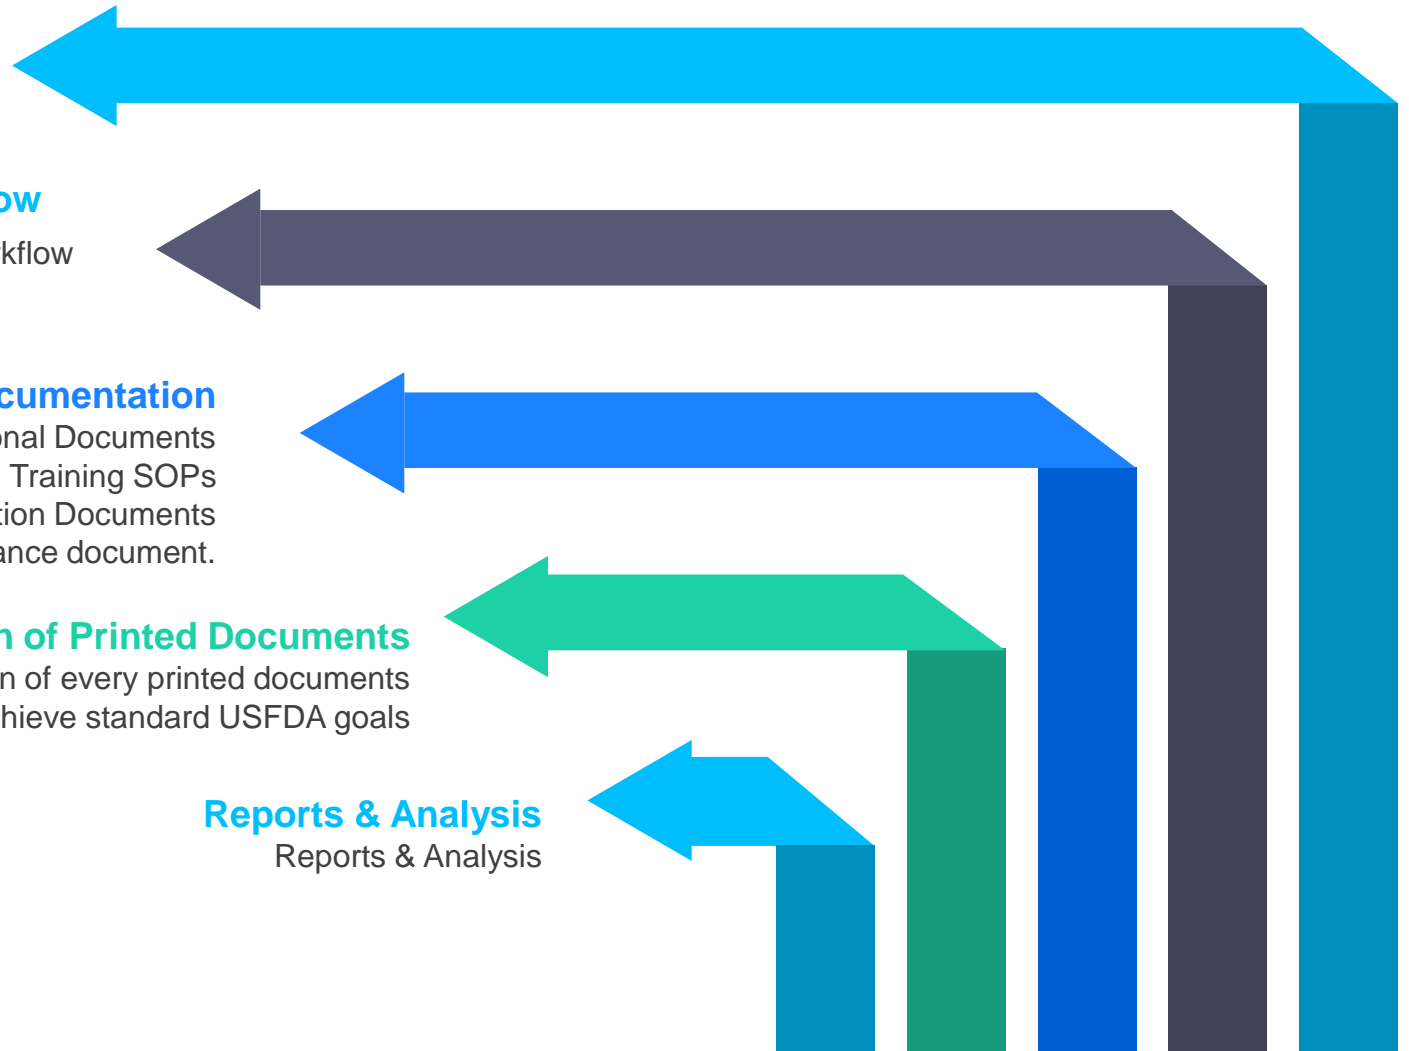 ow
kflow
cumentation
onal Documents
Training SOPs
tion Documents
ance document.
n of Printed Documents
n of every printed documents
hieve standard USFDA goals
Reports & Analysis
Reports & Analysis